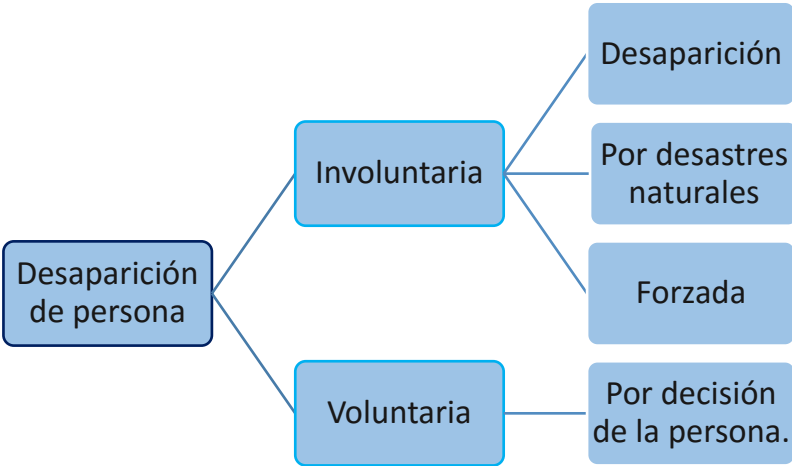 Desaparición
de persona
Involuntaria
Desaparición
Por desastres
naturales
Forzada
Voluntaria
Por decisión
de la persona.